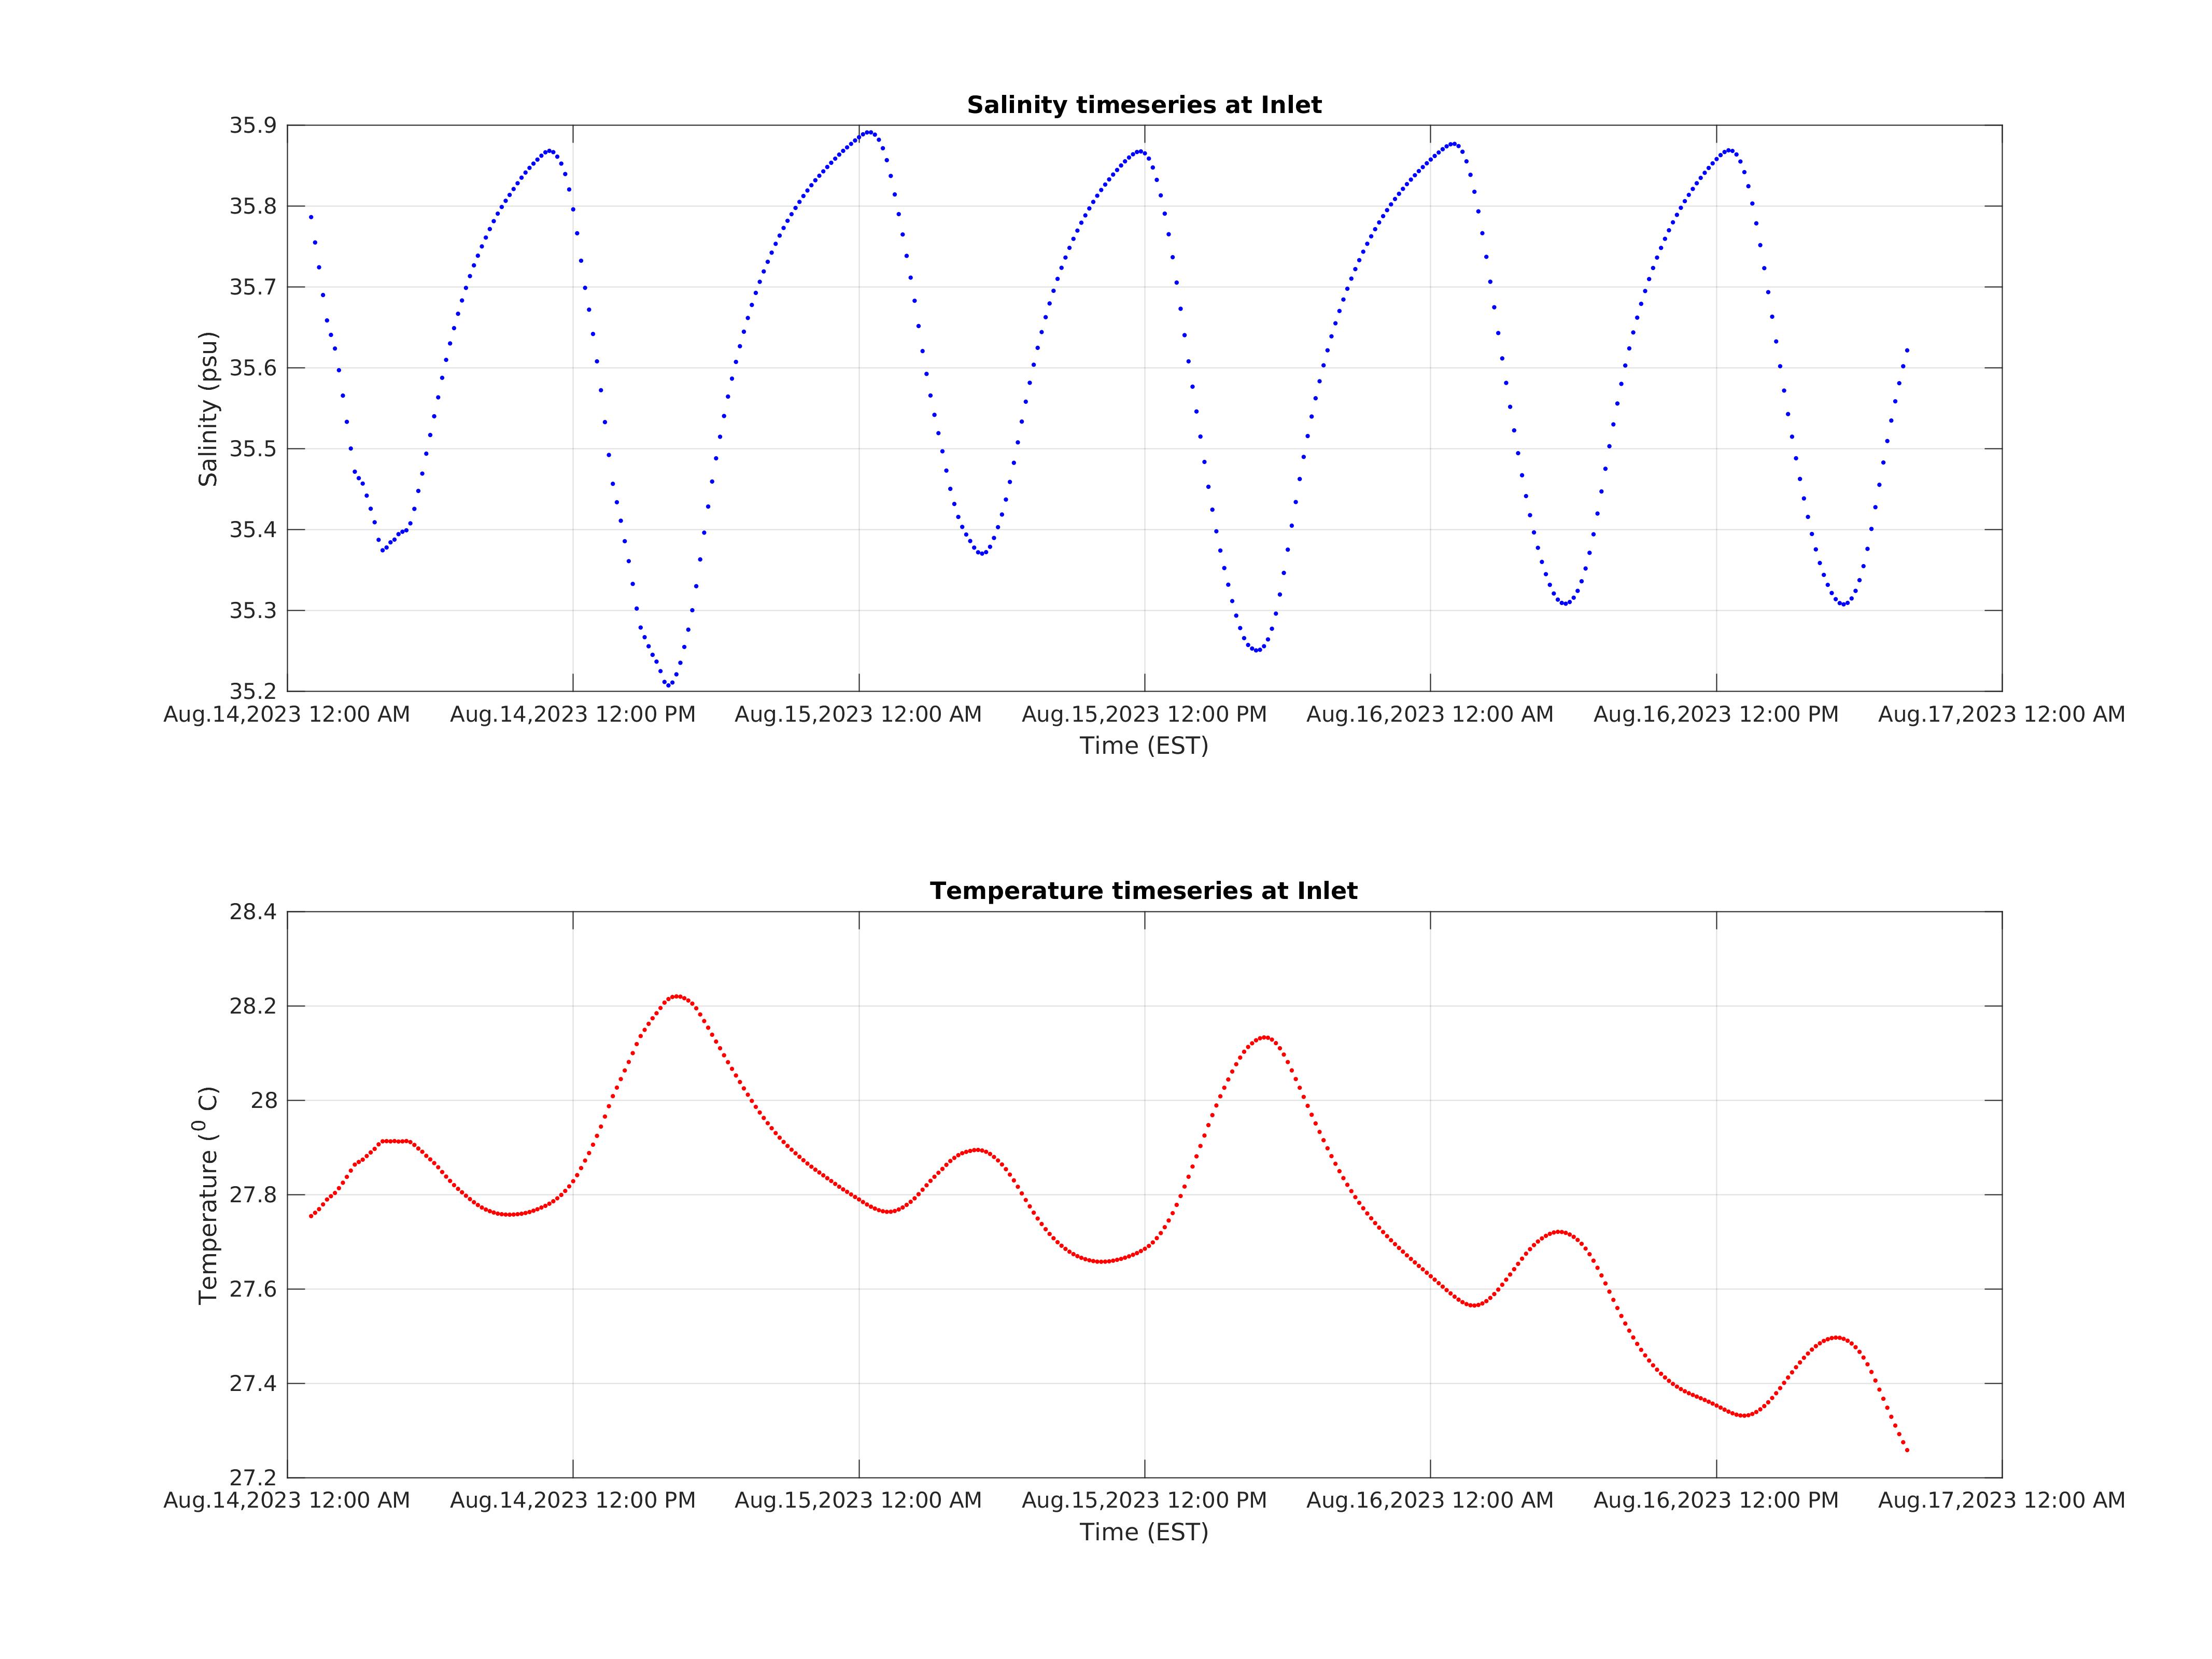 Salinity timeseries at Inlet
35.9
35.8
35.7
35.6
35.5
35.4
35.3
35.2
Salinity (psu)
Aug.14,2023 12:00 AM Aug.14,2023 12:00 PM Aug.15,2023 12:00 AM Aug.15,2023 12:00 PM Aug.16,2023 12:00 AM Aug.16,2023 12:00 PM Aug.17,2023 12:00 AM
Time (EST)
Temperature timeseries at Inlet
28.4
28.2
28
27.8
27.6
27.4
27.2
Temperature (⁰ C)
Aug.14,2023 12:00 AM Aug.14,2023 12:00 PM Aug.15,2023 12:00 AM Aug.15,2023 12:00 PM Aug.16,2023 12:00 AM Aug.16,2023 12:00 PM Aug.17,2023 12:00 AM
Time (EST)